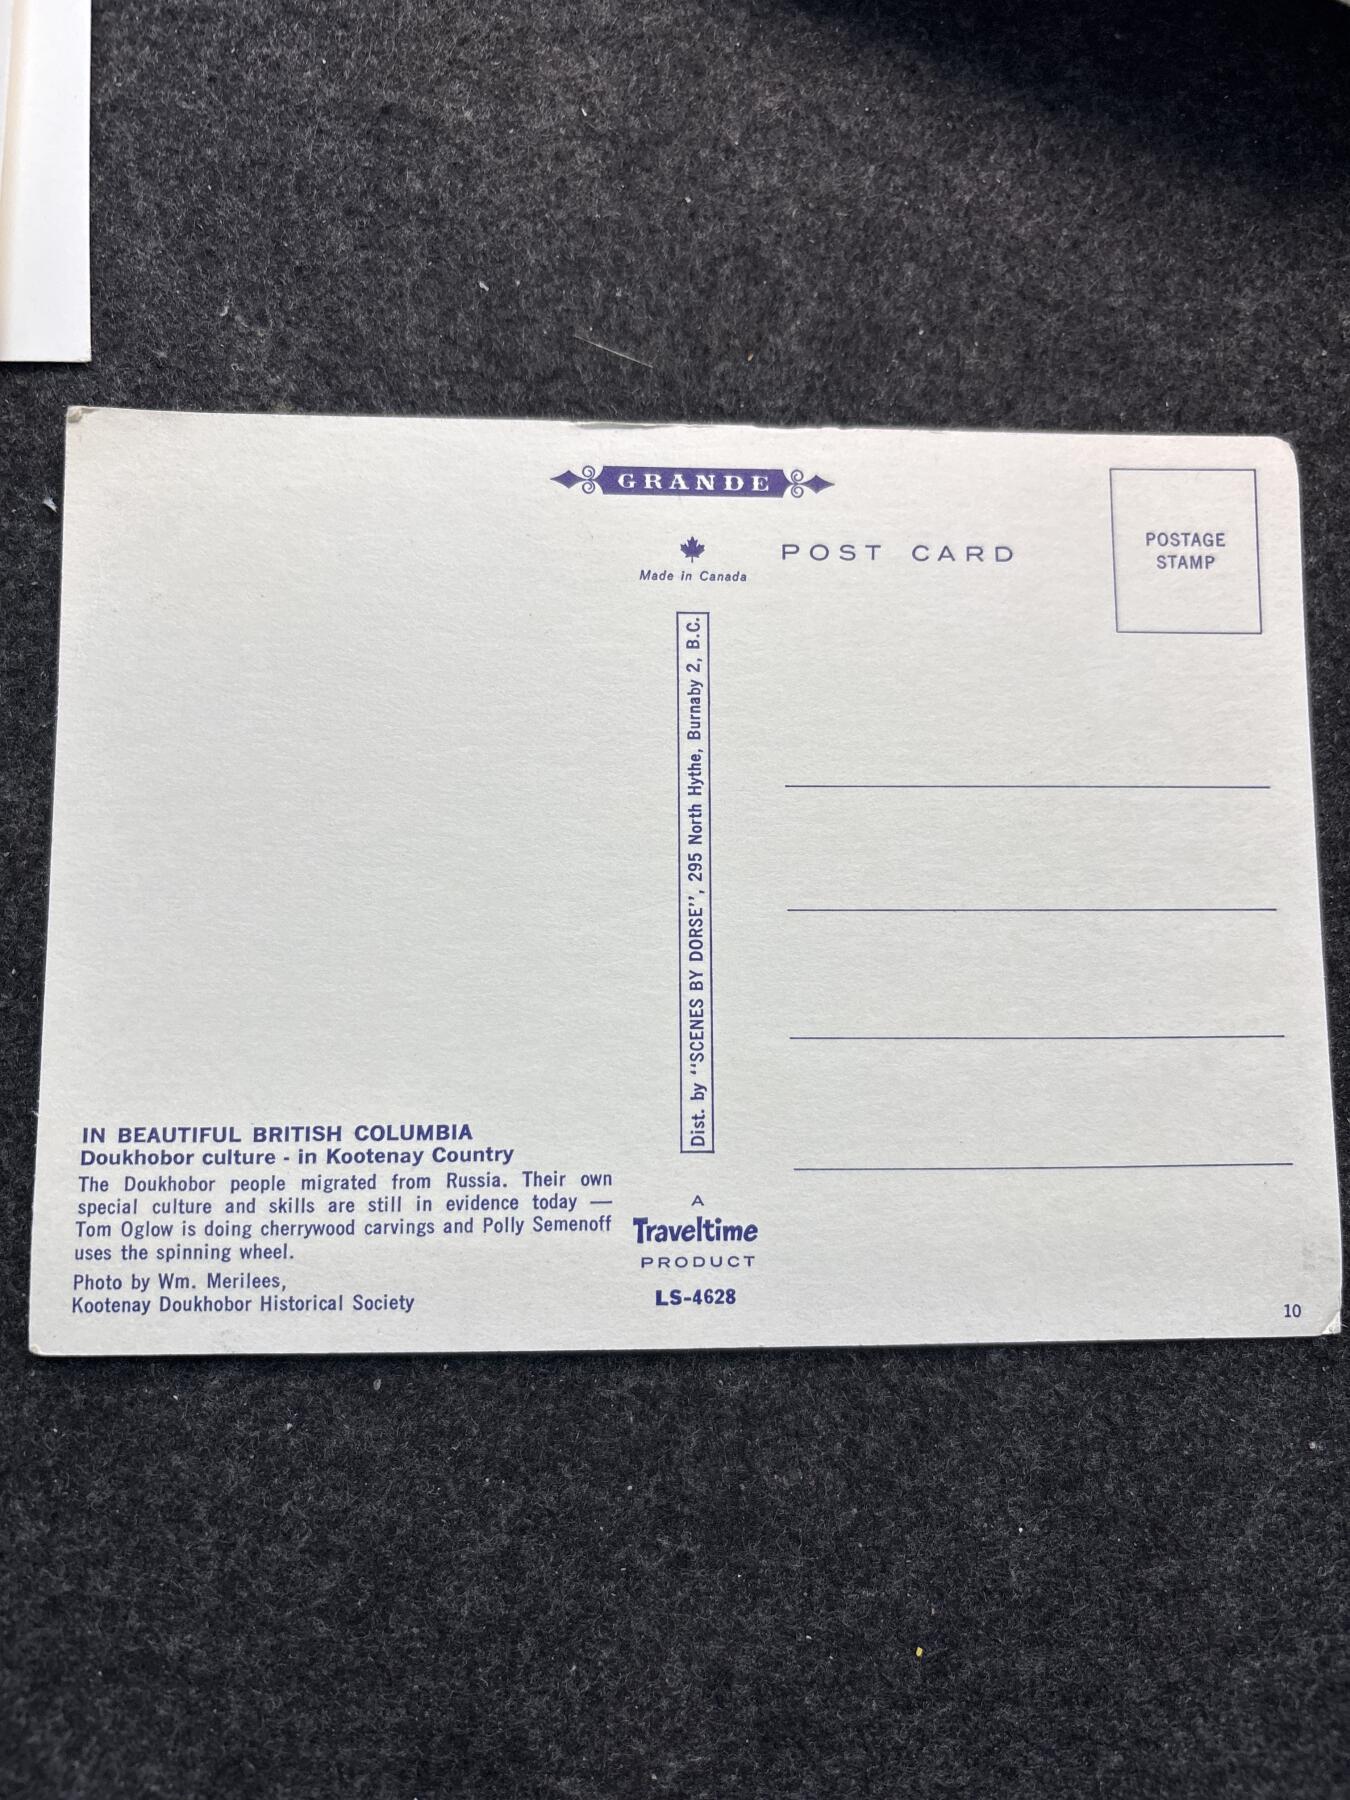 GRANDE
Made in Canada
POST CARD
POSTAGE
STAMP
Dist. by "SCENES BY DORSE", 295 North Hythe, Burnaby 2, B.C.
IN BEAUTIFUL BRITISH COLUMBIA
Doukhobor culture - in Kootenay Country
The Doukhobor people migrated from Russia. Their own
special culture and skills are still in evidence today —
Tom Oglow is doing cherrywood carvings and Polly Semenoff
uses the spinning wheel.
Photo by Wm. Merilees,
Kootenay Doukhobor Historical Society
A
Traveltime
PRODUCT
LS-4628
10